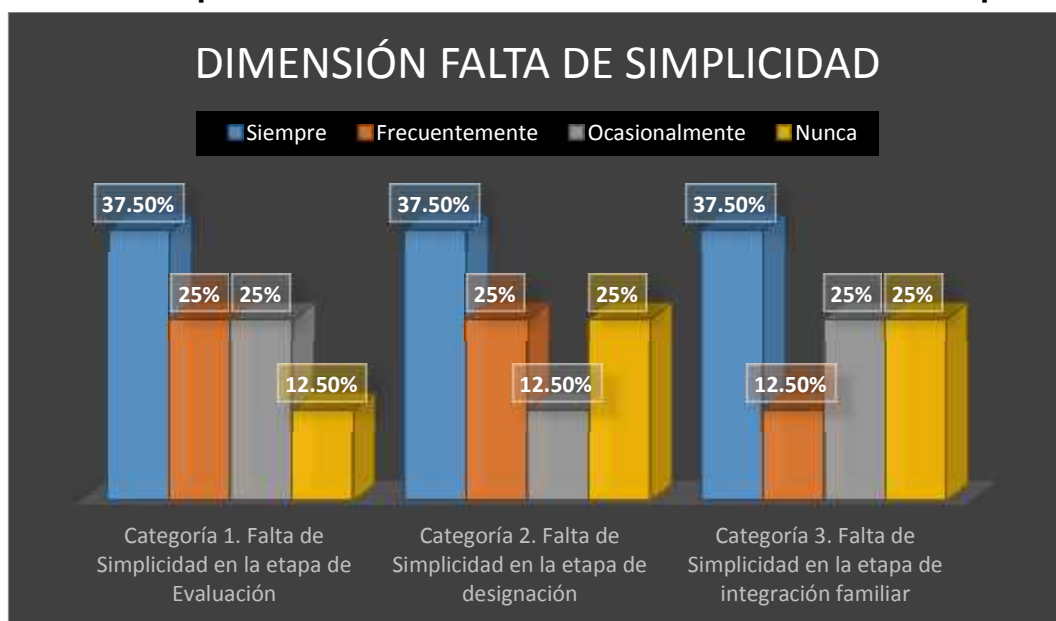 DIMENSIÓN FALTA DE SIMPLICIDAD
Siempre Frecuentemente Ocasionalmente Nunca
37.50% 37.50% 37.50%
25% 25% 25% 25% 25% 25%
12.50% 12.50% 12.50%
Categoría 1. Falta de Categoría 2. Falta de Categoría 3. Falta de
Simplicidad en la etapa de Simplicidad en la etapa de Simplicidad en la etapa de
Evaluación designación integración familiar